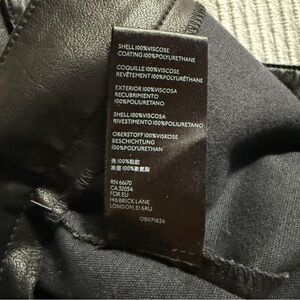 SHELL 100%VISCOSE
COATING 100%POLYURETHANE
COQUILLE 100%VISCOSE
REVÊTEMENT 100%POLYURÉTHANE
EXTERIOR 100%VISCOSA
RECUBRIMIENTO
100%POLIURETANO
SHELL 100%VISCOSA
RIVESTIMENTO 100%POLIURETANO
OBERSTOFF 100%VISKOSE
BESCHICHTUNG
100%POLYURETHAN
RN 66170
CA 32054
FOR EU
146 BRICK LANE
LONDON, E1 6RU